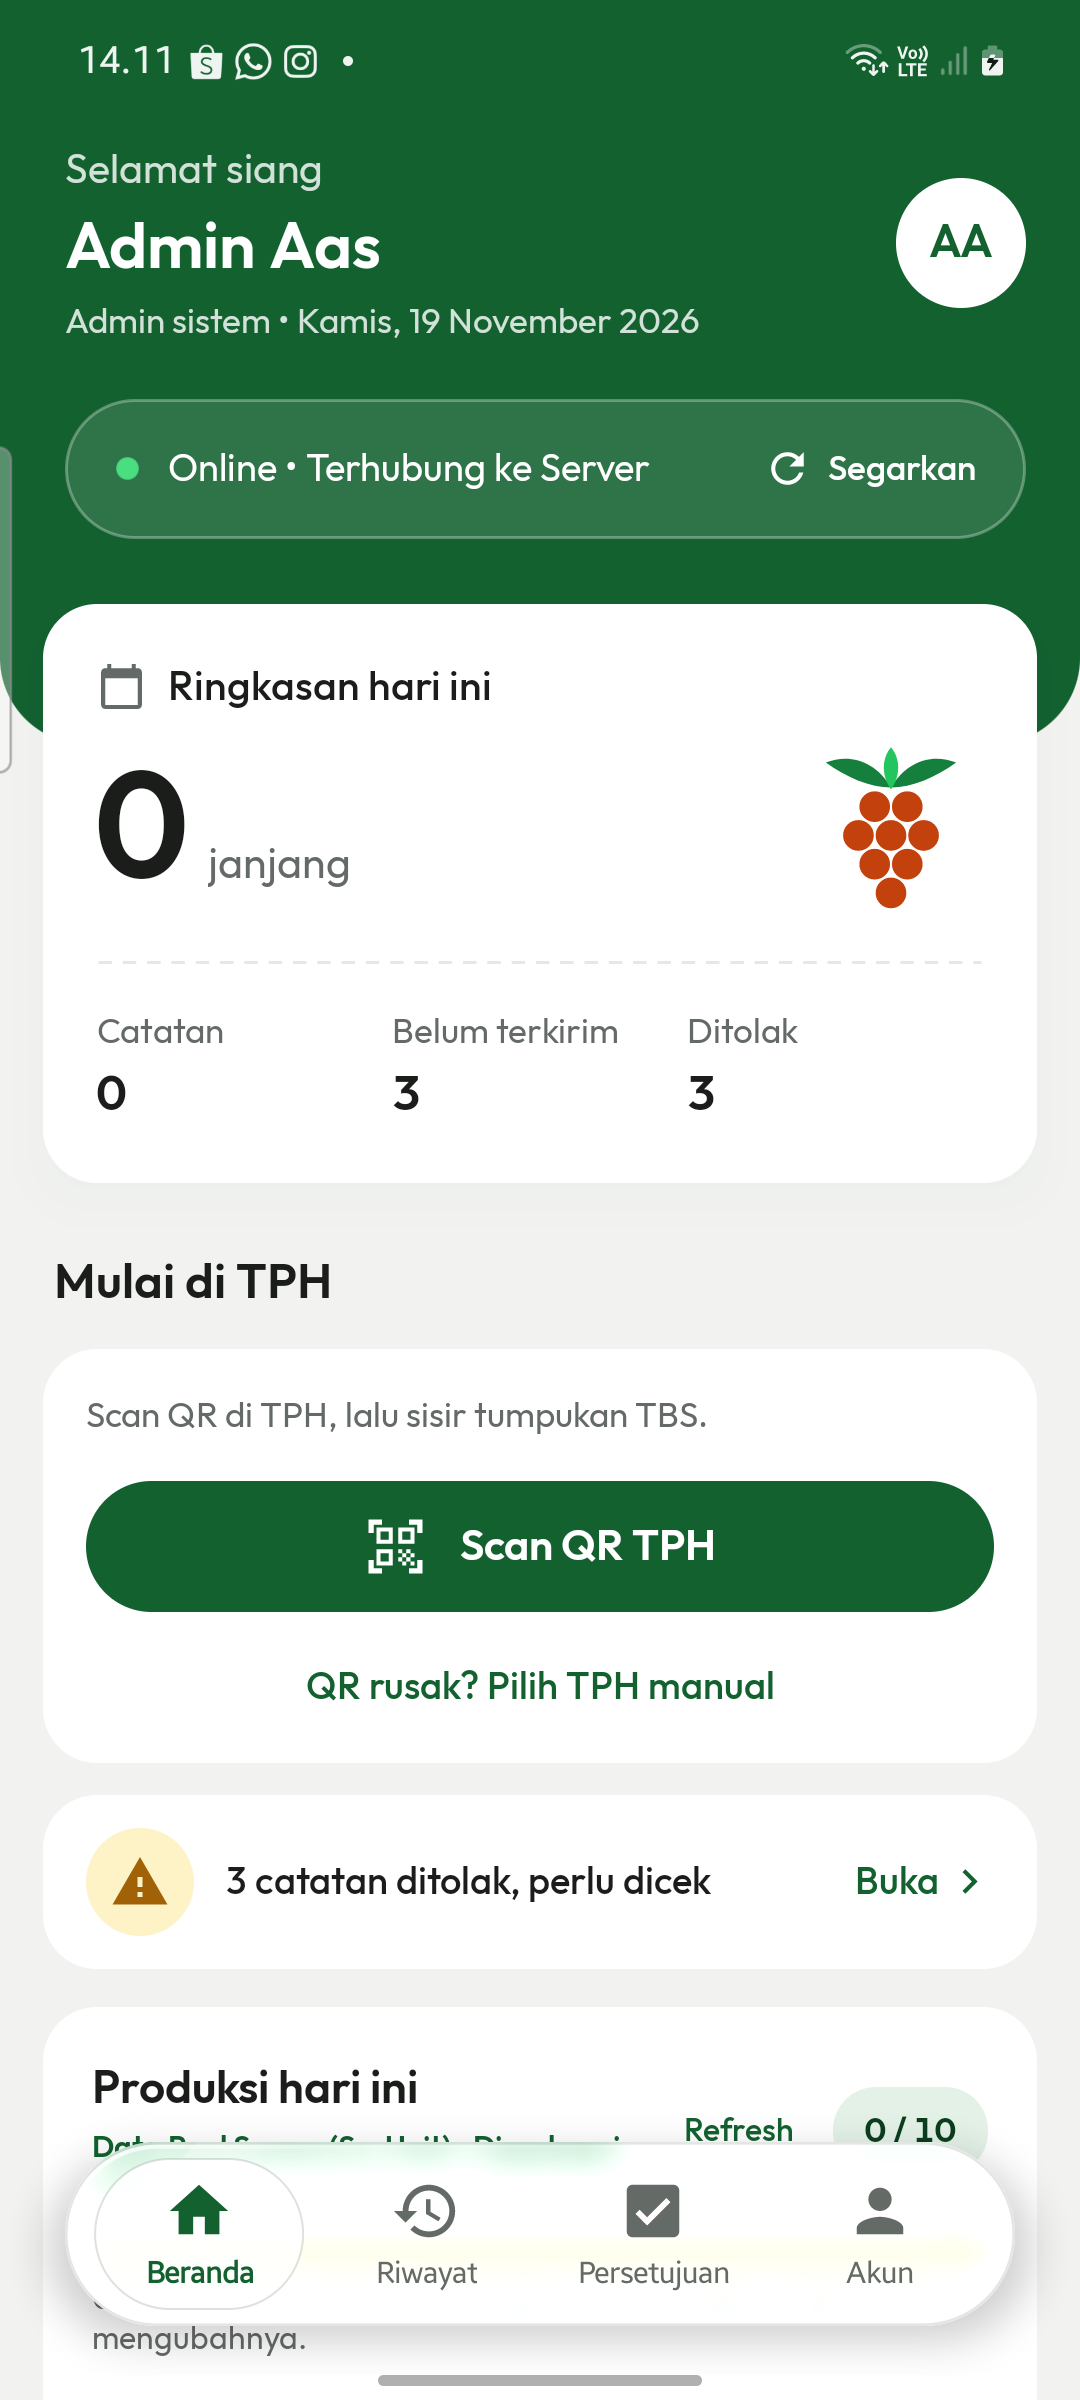 14.11
Vo)) LTE
Selamat siang
Admin Aas
AA
Admin sistem • Kamis, 19 November 2026
Online • Terhubung ke Server
Segarkan
Ringkasan hari ini
0 janjang
Catatan
Belum terkirim
Ditolak
0
3
3
Mulai di TPH
Scan QR di TPH, lalu sisir tumpukan TBS.
Scan QR TPH
QR rusak? Pilih TPH manual
3 catatan ditolak, perlu dicek
Buka
Produksi hari ini
Refresh
0 / 10
Beranda
Riwayat
Persetujuan
Akun
mengubahnya.